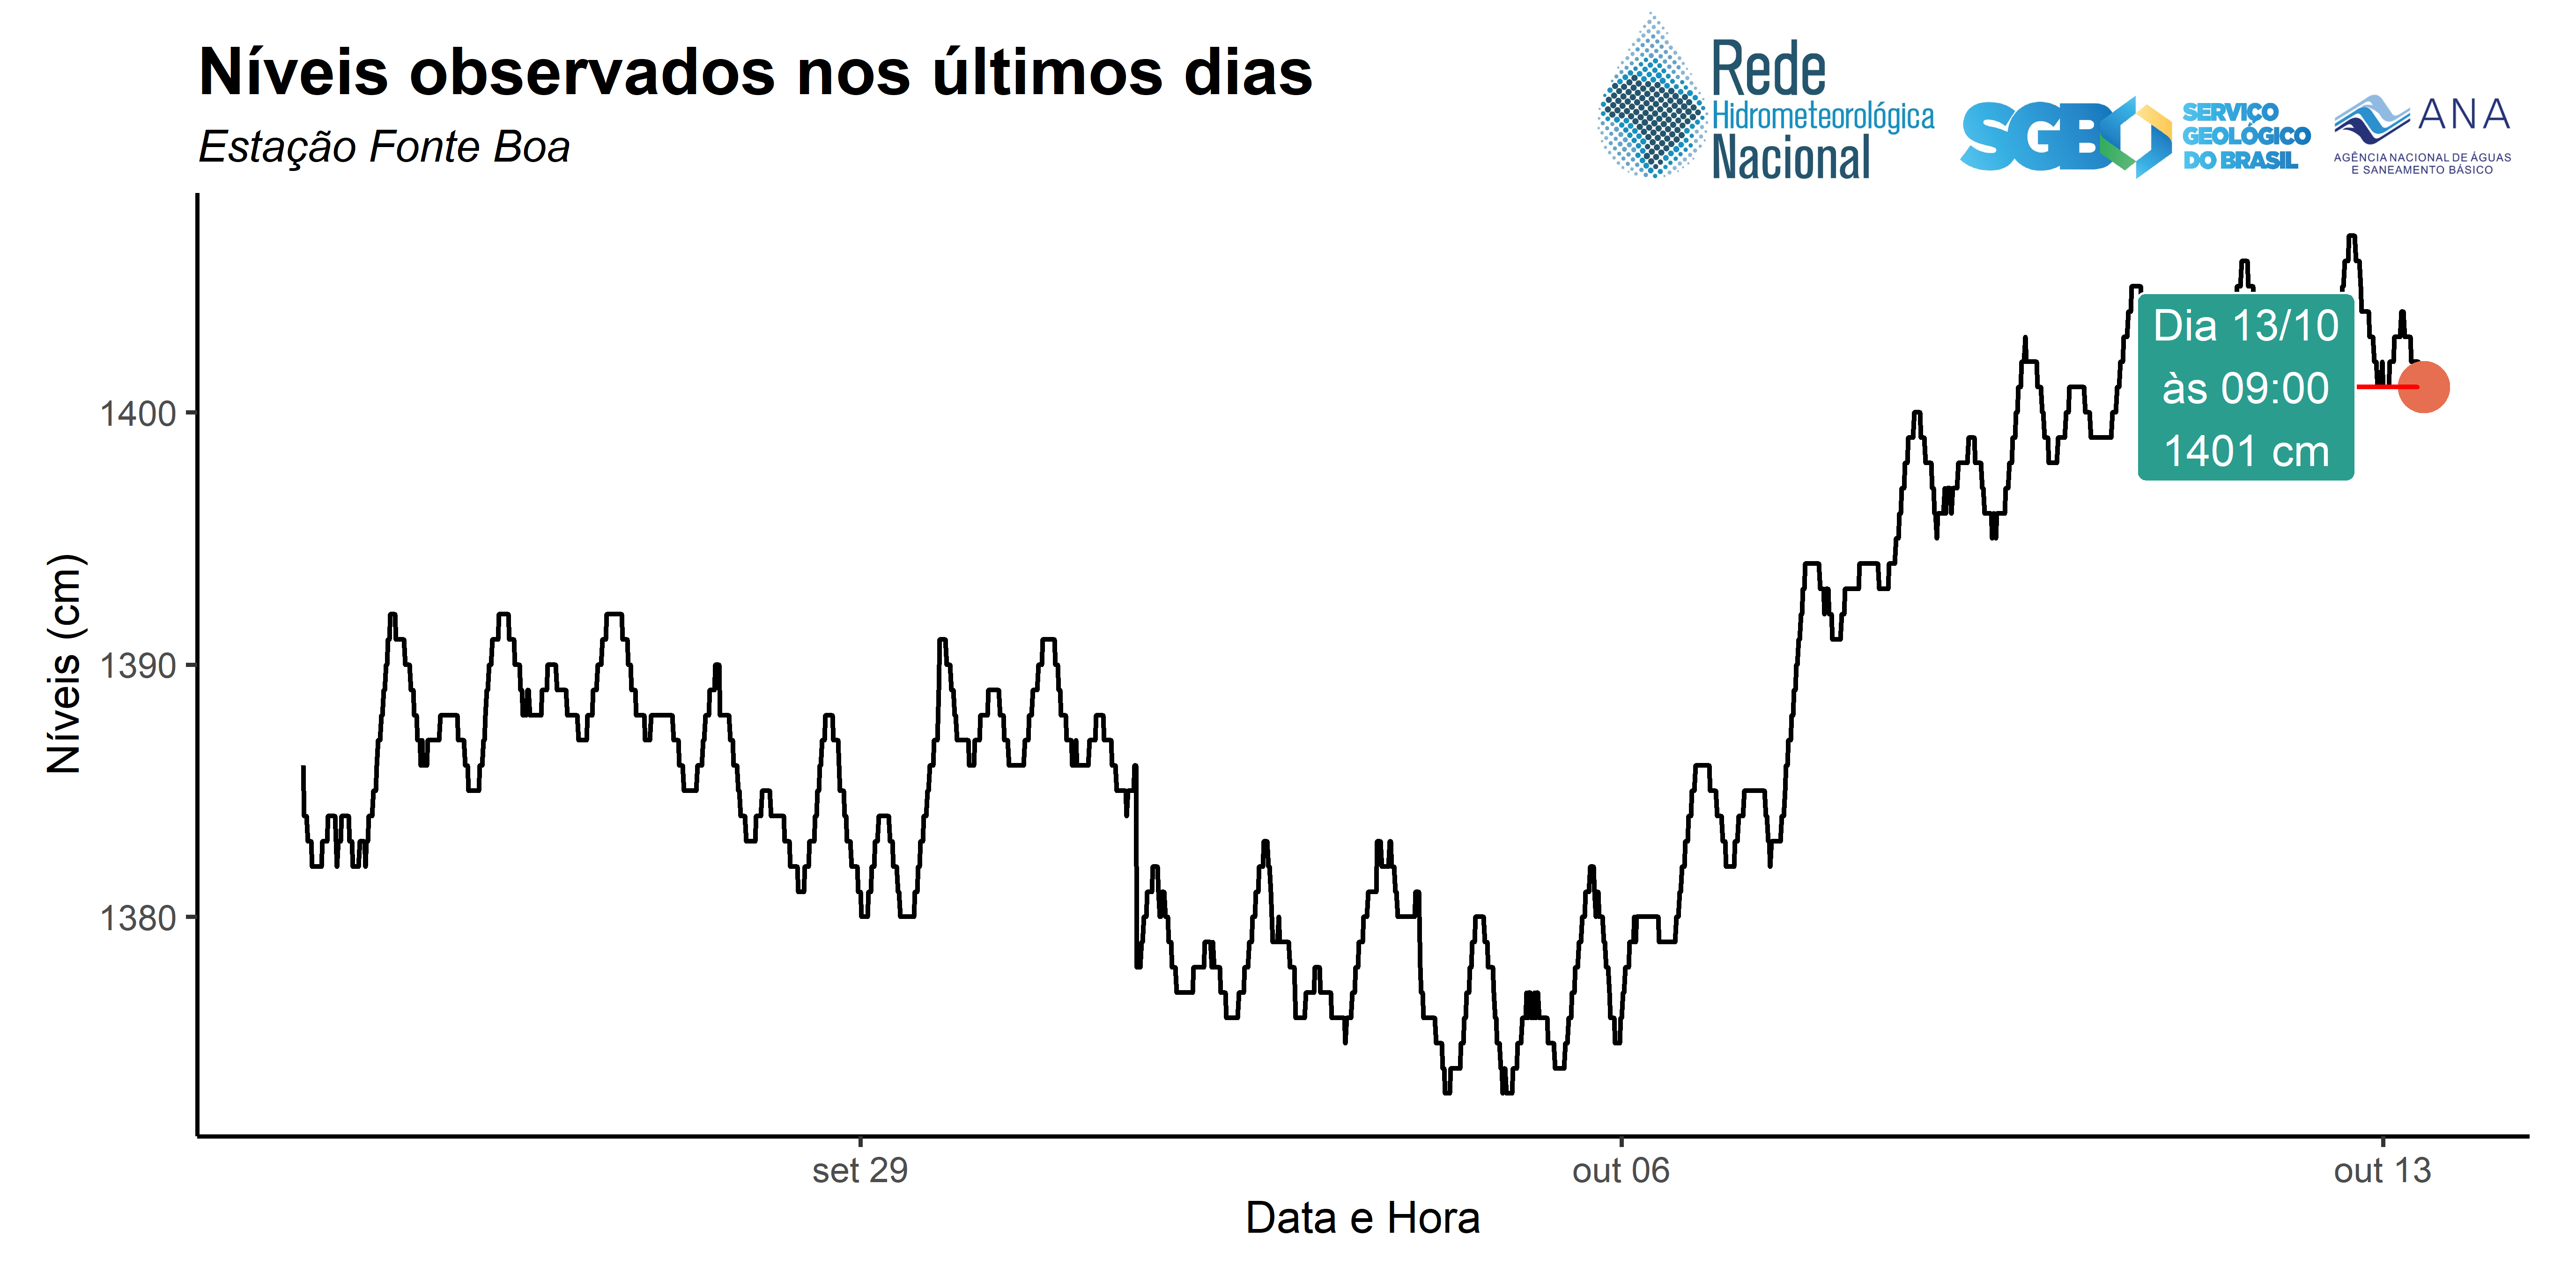 Níveis observados nos últimos dias
Estação Fonte Boa
Rede
Hidrometeorológica
Nacional
SGB
SERVIÇO
GEOLÓGICO
DO BRASIL
ANA
AGÊNCIA NACIONAL DE ÁGUAS
E SANEAMENTO BÁSICO
Dia 13/10
às 09:00
1401 cm
1400
1390
1380
Níveis (cm)
set 29
out 06
out 13
Data e Hora